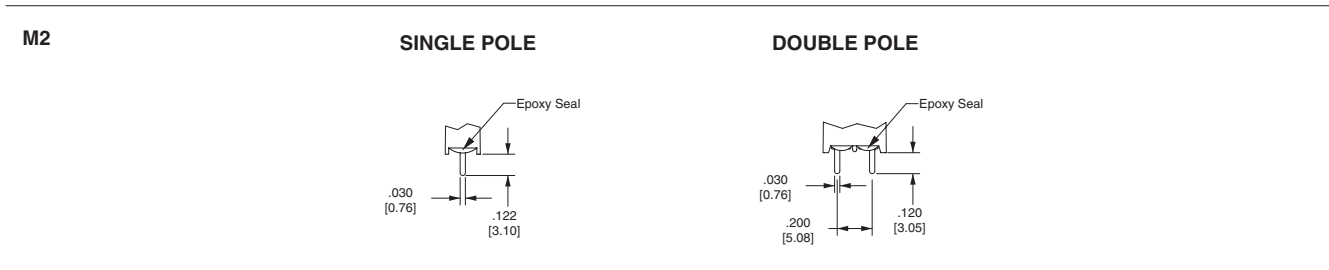 M2
SINGLE POLE
DOUBLE POLE
Epoxy Seal
.030
[0.76]
.122
[3.10]
Epoxy Seal
.030
[0.76]
.200
[5.08]
.120
[3.05]